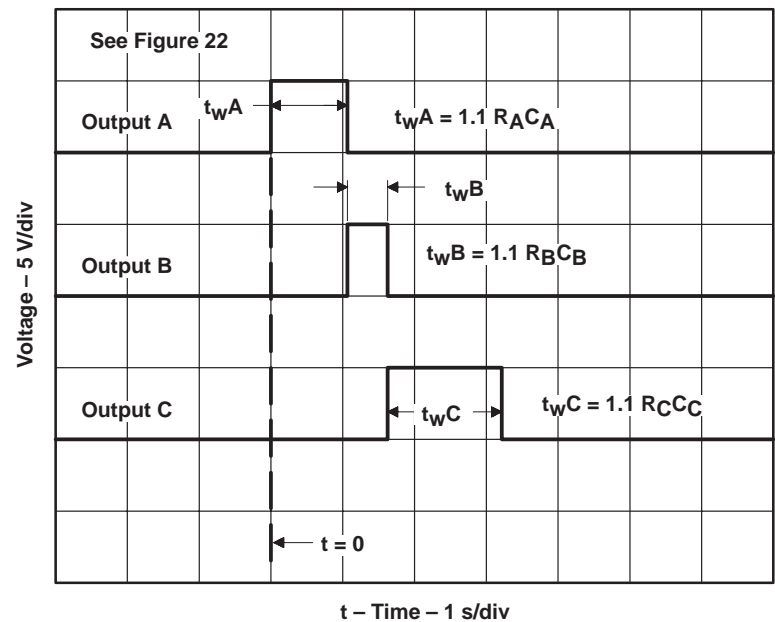 See Figure 22
Voltage – 5 V/div
Output A
twA
twA = 1.1 RACA
twB
Output B
twB = 1.1 RBCB
Output C
twC
twC = 1.1 RCCC
t = 0
t – Time – 1 s/div